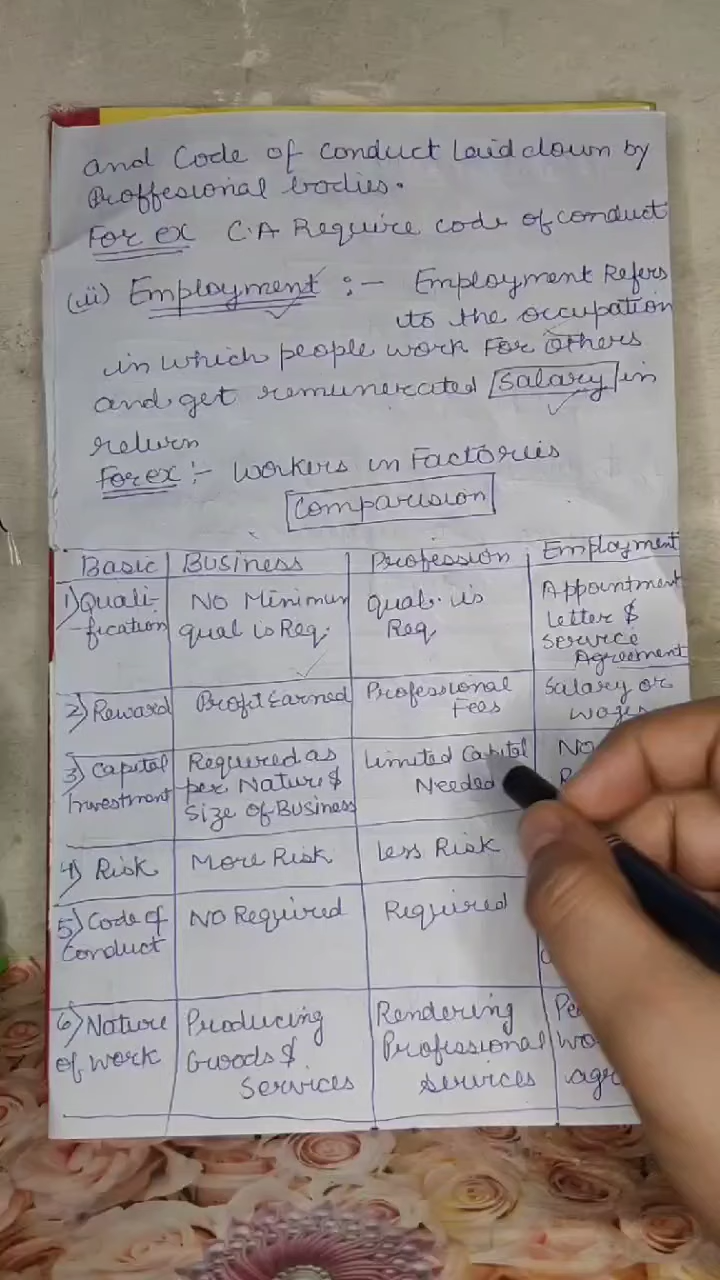 and Code of conduct Laid down by
Proffesional bodies.
For ex C.A Require code of conduct
(iii) Employment :- Employment Refers
to the occupation
in which people work For others
and get remunerated Salary in
return
For ex :- Workers in Factories
Comparision
Basic Business Profession Employment
1) Quali-
fication
No Minimum
qual is Req.
qual. is
Req
Appointment
letter &
Service
Agreement
2) Reward
Profit Earned
Professional
Fees
Salary or
wages
3) Capital
Investment
Required as
per Nature &
Size of Business
Limited Capital
Needed
No
4) Risk
More Risk
Less Risk
5) Code of
Conduct
NO Required
Required
6) Nature
of work
Producing
Goods &
Services
Rendering
Professional
services